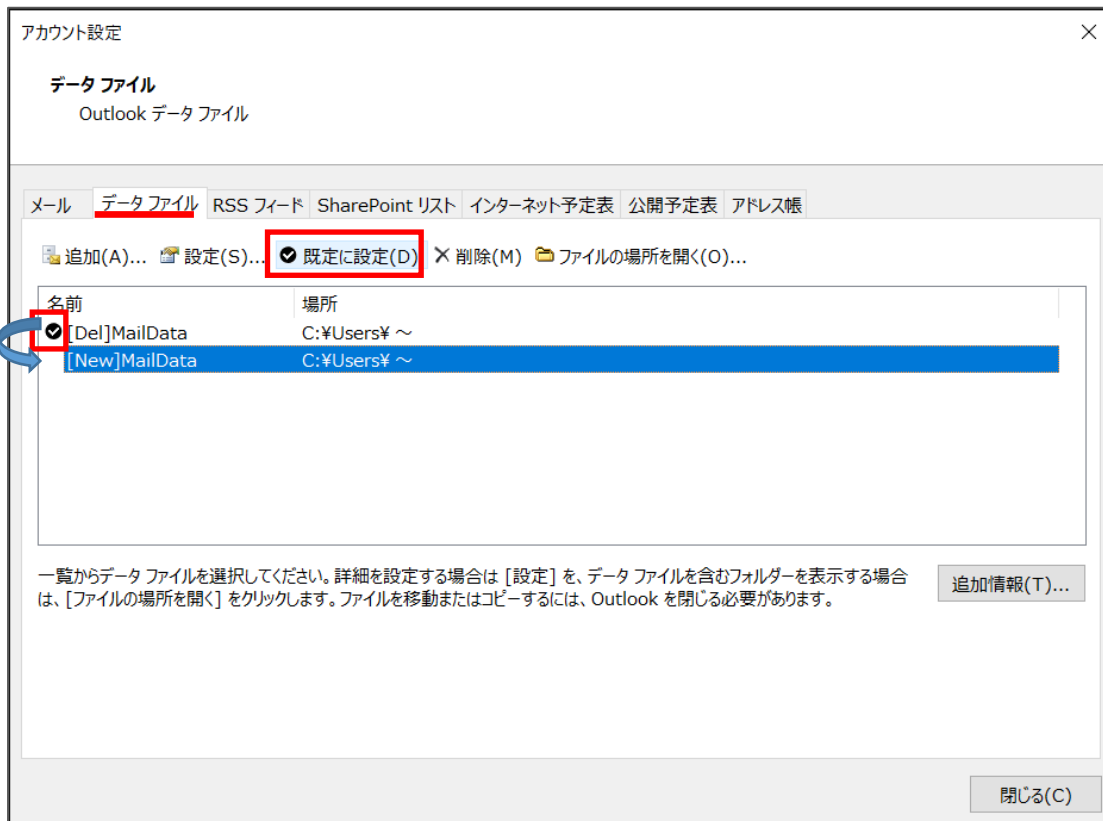 アカウント設定
データ ファイル
Outlook データ ファイル
メール データ ファイル RSS フィード SharePoint リスト インターネット予定表 公開予定表 アドレス帳
追加(A)... 設定(S)... 既定に設定(D) 削除(M) ファイルの場所を開く(O)...
名前 場所
[Del]MailData C:¥Users¥ ～
[New]MailData C:¥Users¥ ～
一覧からデータ ファイルを選択してください。詳細を設定する場合は [設定] を、データ ファイルを含むフォルダーを表示する場合
は、[ファイルの場所を開く] をクリックします。ファイルを移動またはコピーするには、Outlook を閉じる必要があります。
追加情報(T)...
閉じる(C)